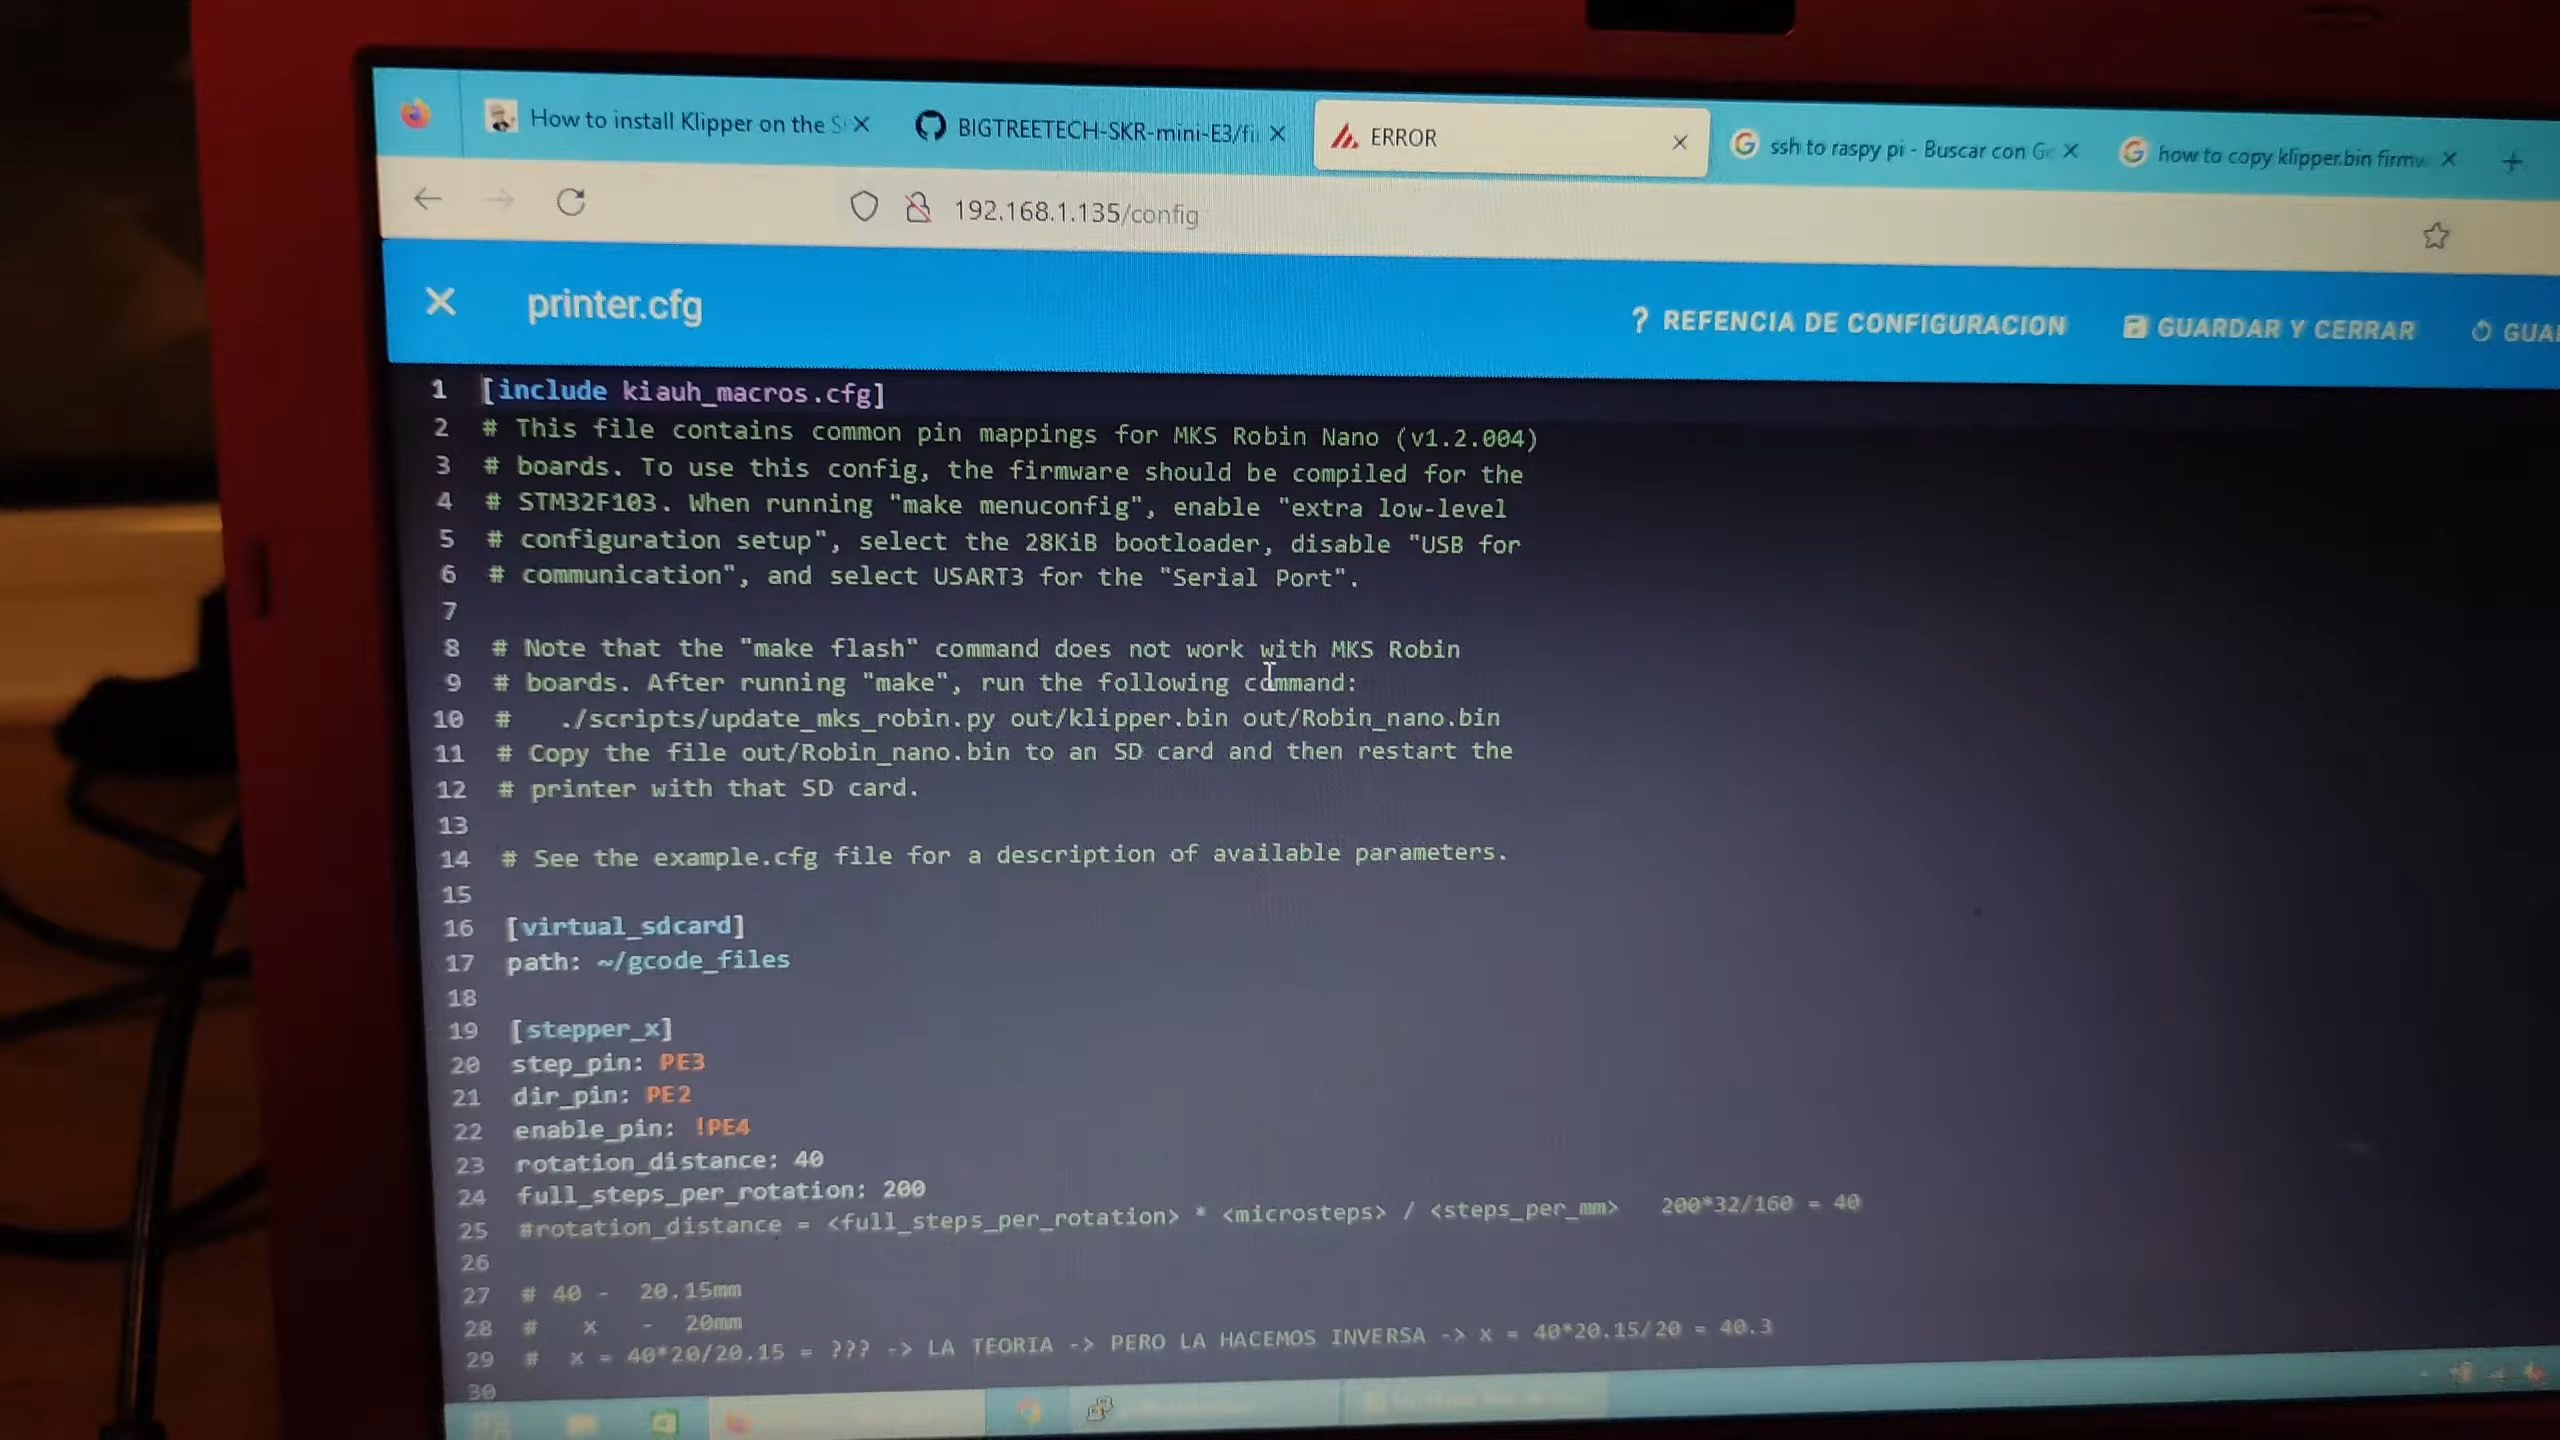 How to install Klipper on the S
BIGTREETECH-SKR-mini-E3/fi
ERROR
ssh to raspy pi - Buscar con Go
how to copy klipper.bin firmw
192.168.1.135/config
printer.cfg
? REFENCIA DE CONFIGURACION
GUARDAR Y CERRAR
GUA
1 [include kiauh_macros.cfg]
2 # This file contains common pin mappings for MKS Robin Nano (v1.2.004)
3 # boards. To use this config, the firmware should be compiled for the
4 # STM32F103. When running "make menuconfig", enable "extra low-level
5 # configuration setup", select the 28KiB bootloader, disable "USB for
6 # communication", and select USART3 for the "Serial Port".
7
8 # Note that the "make flash" command does not work with MKS Robin
9 # boards. After running "make", run the following command:
10 #   ./scripts/update_mks_robin.py out/klipper.bin out/Robin_nano.bin
11 # Copy the file out/Robin_nano.bin to an SD card and then restart the
12 # printer with that SD card.
13
14 # See the example.cfg file for a description of available parameters.
15
16 [virtual_sdcard]
17 path: ~/gcode_files
18
19 [stepper_x]
20 step_pin: PE3
21 dir_pin: PE2
22 enable_pin: !PE4
23 rotation_distance: 40
24 full_steps_per_rotation: 200
25 #rotation_distance = <full_steps_per_rotation> * <microsteps> / <steps_per_mm>   200*32/160 = 40
26
27 # 40 -  20.15mm
28 #   x   -  20mm
29 #  x = 40*20/20.15 = ??? -> LA TEORIA -> PERO LA HACEMOS INVERSA -> x = 40*20.15/20 = 40.3
30